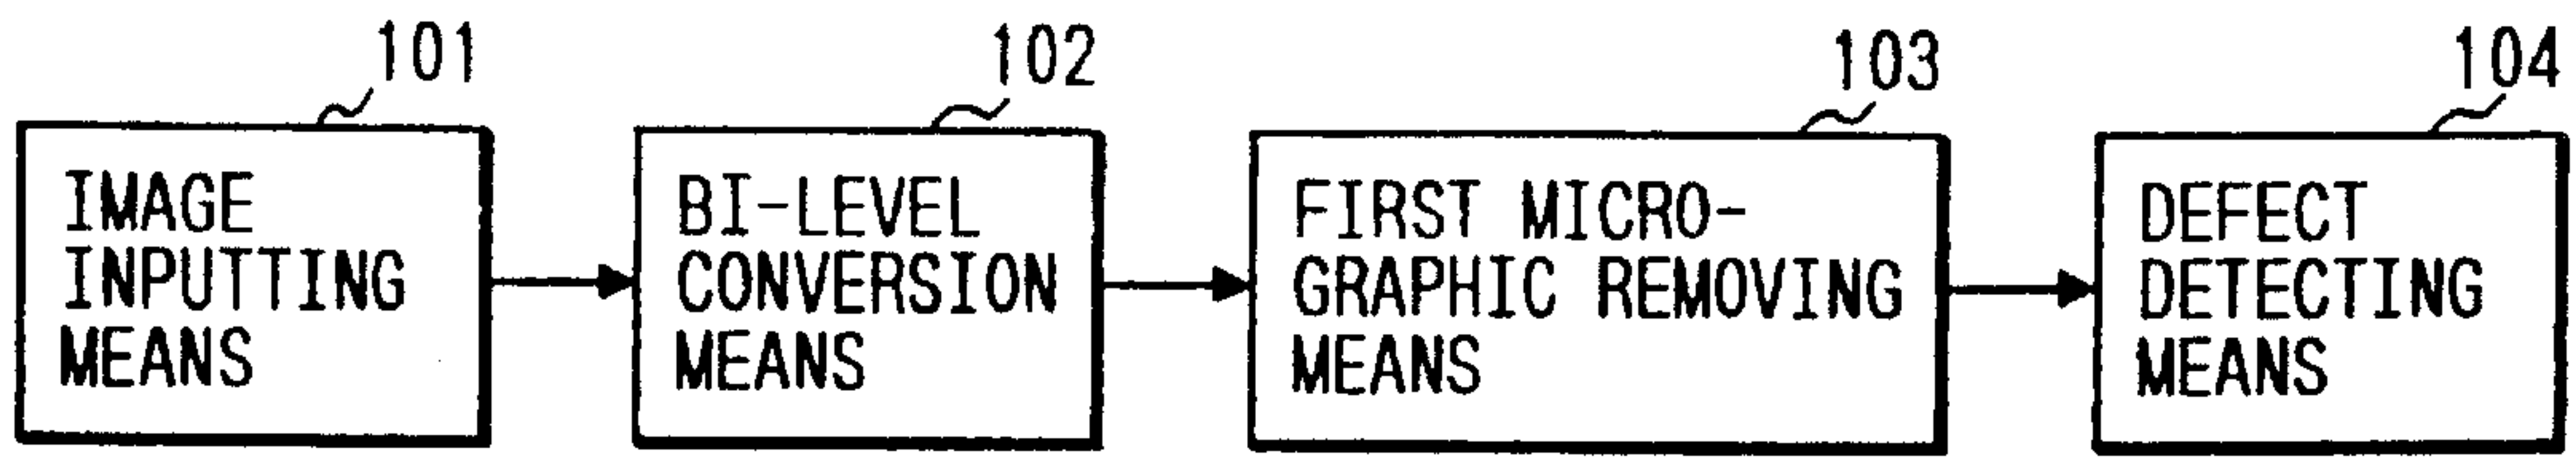 101
102
103
104
IMAGE
INPUTTING
MEANS
BI-LEVEL
CONVERSION
MEANS
FIRST MICRO-
GRAPHIC REMOVING
MEANS
DEFECT
DETECTING
MEANS